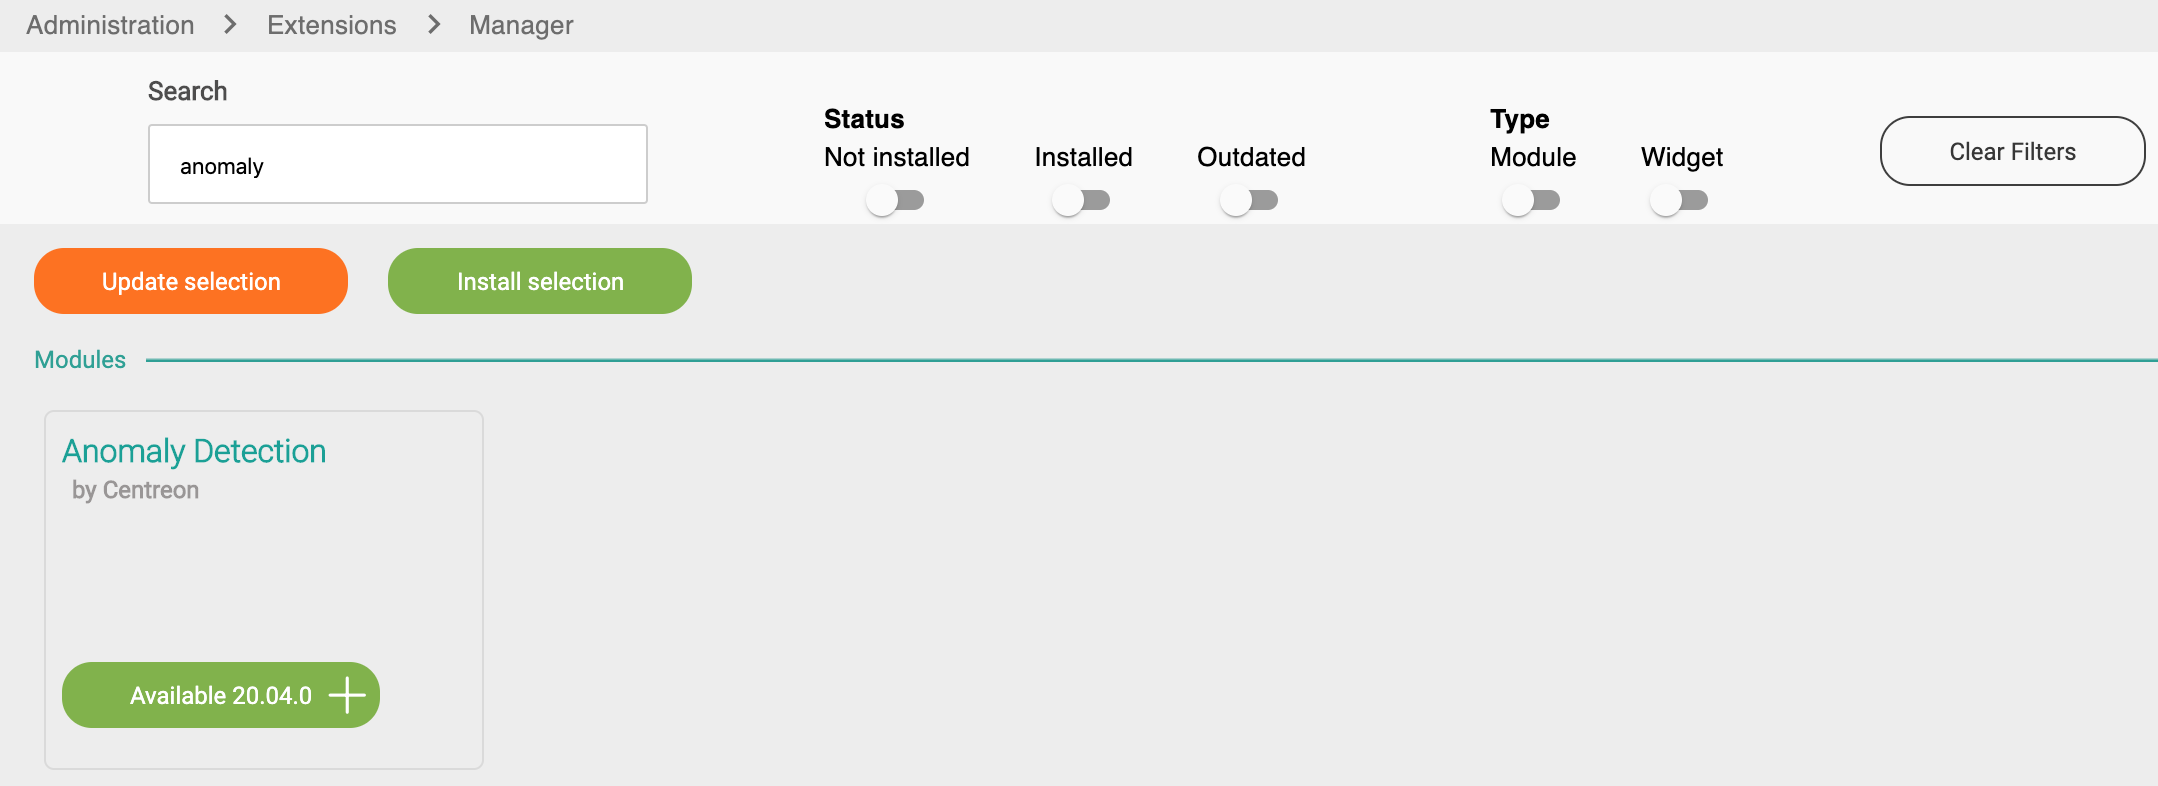 Administration > Extensions > Manager
Search
anomaly
Status
Not installed Installed Outdated
Type
Module Widget
Clear Filters
Update selection Install selection
Modules
Anomaly Detection
by Centreon
Available 20.04.0